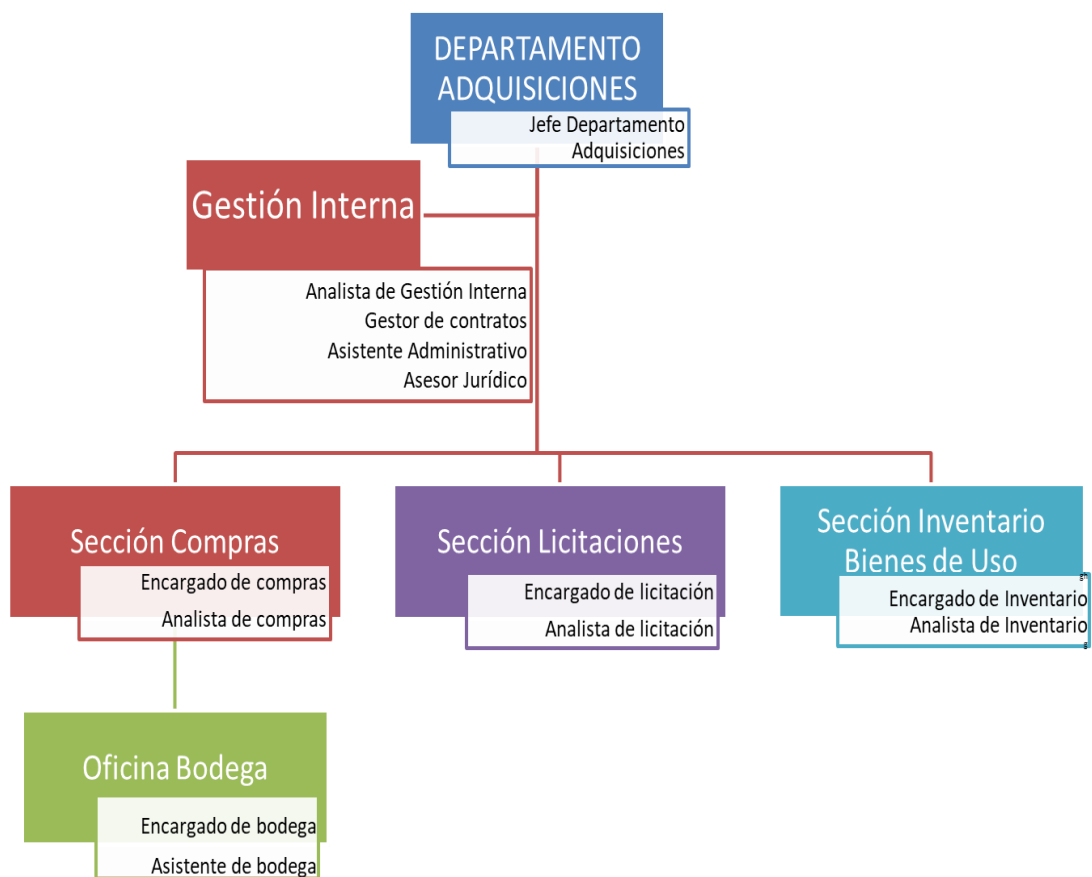 DEPARTAMENTO
ADQUISICIONES
Jefe Departamento
Adquisiciones
Gestión Interna
Analista de Gestión Interna
Gestor de contratos
Asistente Administrativo
Asesor Jurídico
Sección Compras
Encargado de compras
Analista de compras
Sección Licitaciones
Encargado de licitación
Analista de licitación
Sección Inventario
Bienes de Uso
gh
Encargado de Inventario
Analista de Inventario
Oficina Bodega
Encargado de bodega
Asistente de bodega